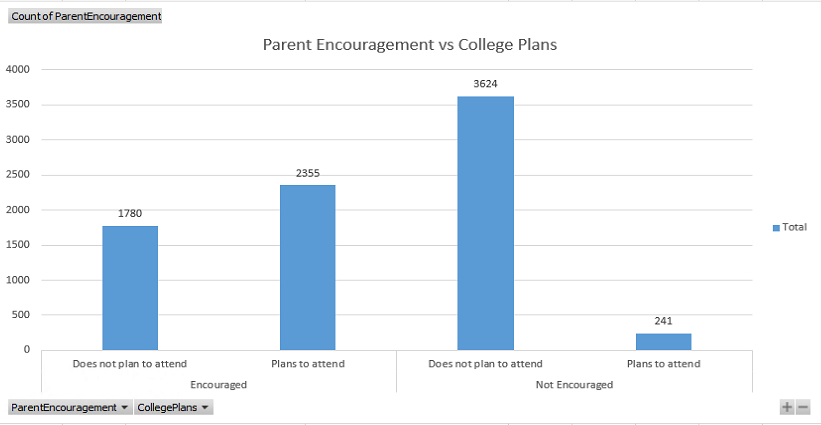 Count of ParentEncouragement
Parent Encouragement vs College Plans
4000
3500
3000
2500
2000
1500
1000
500
0
1780
2355
3624
241
Total
Does not plan to attend
Plans to attend
Does not plan to attend
Plans to attend
Encouraged
Not Encouraged
ParentEncouragement
CollegePlans